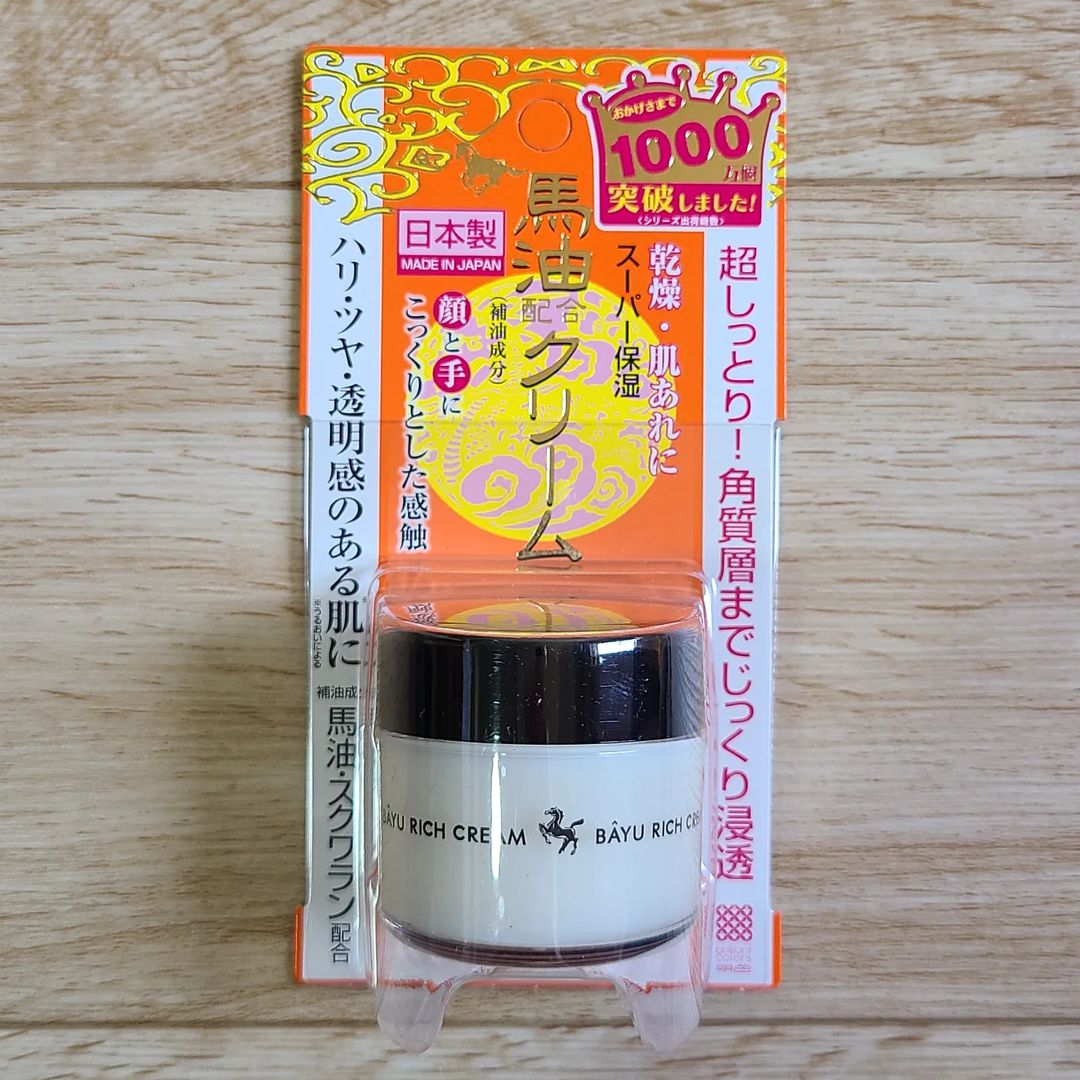 おかげさまで
1000
万個
突破しました!
《シリーズ出荷総数》
超しっとり!角質層までじっくり浸透
乾燥・肌あれに
スーパー保湿
馬油
配合
クリーム
(補油成分)
日本製
MADE IN JAPAN
顔と手に
こっくりとした感触
ハリ・ツヤ・透明感のある肌に
※うるおいによる
補油成
馬油・スクワラン配合
BÂYU RICH CREAM
BÂYU RICH CRE
brilliant
colors
明色